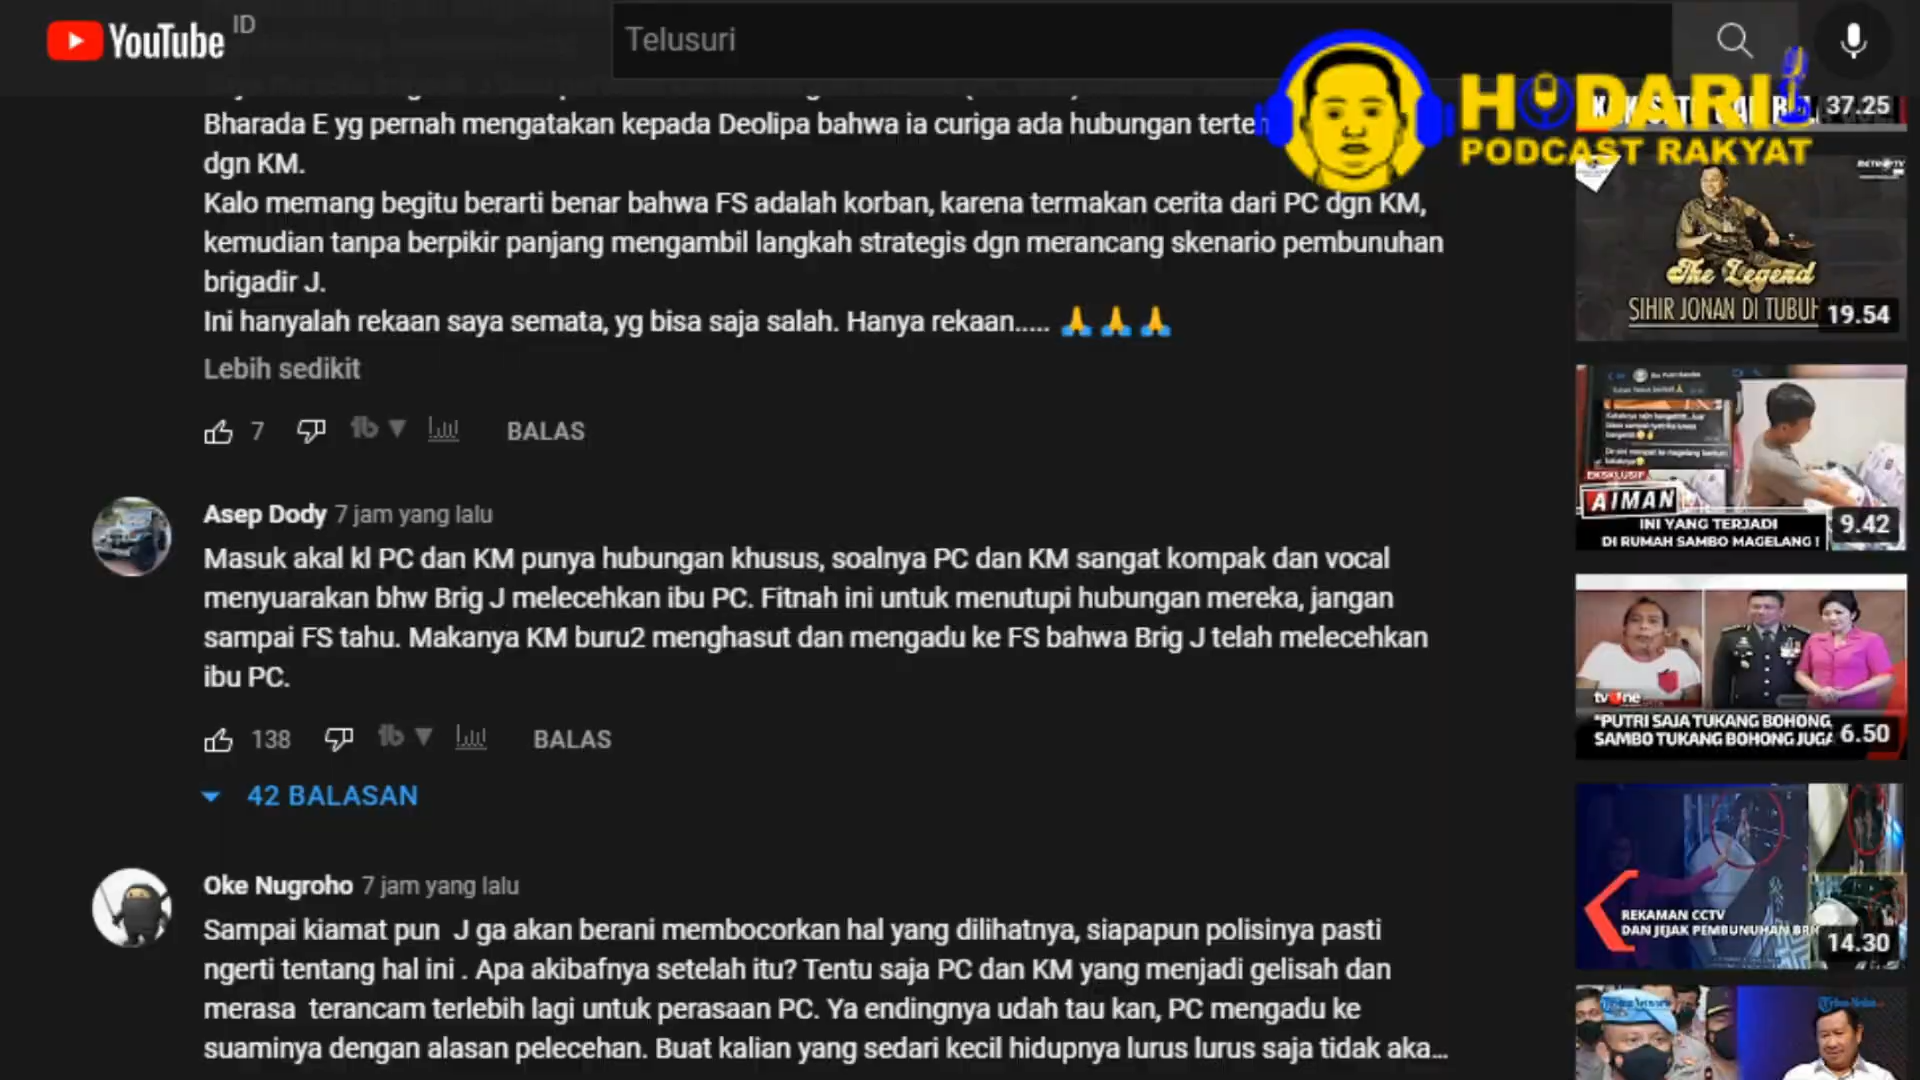 YouTube ID
Telusuri
HODARI
PODCAST RAKYAT
Bharada E yg pernah mengatakan kepada Deolipa bahwa ia curiga ada hubungan
dgn KM.
Kalo memang begitu berarti benar bahwa FS adalah korban, karena termakan cerita dari PC dgn KM,
kemudian tanpa berpikir panjang mengambil langkah strategis dgn merancang skenario pembunuhan
brigadir J.
Ini hanyalah rekaan saya semata, yg bisa saja salah. Hanya rekaan..... 🙏 🙏 🙏
Lebih sedikit
7
BALAS
Asep Dody 7 jam yang lalu
Masuk akal kl PC dan KM punya hubungan khusus, soalnya PC dan KM sangat kompak dan vocal
menyuarakan bhw Brig J melecehkan ibu PC. Fitnah ini untuk menutupi hubungan mereka, jangan
sampai FS tahu. Makanya KM buru2 menghasut dan mengadu ke FS bahwa Brig J telah melecehkan
ibu PC.
138
BALAS
42 BALASAN
Oke Nugroho 7 jam yang lalu
Sampai kiamat pun J ga akan berani membocorkan hal yang dilihatnya, siapapun polisinya pasti
ngerti tentang hal ini . Apa akibafnya setelah itu? Tentu saja PC dan KM yang menjadi gelisah dan
merasa terancam terlebih lagi untuk perasaan PC. Ya endingnya udah tau kan, PC mengadu ke
suaminya dengan alasan pelecehan. Buat kalian yang sedari kecil hidupnya lurus lurus saja tidak aka...
37.25
The Legend
SIHIR JONAN DI TUBUH
19.54
EKSKLUSIF
AIMAN
INI YANG TERJADI
DI RUMAH SAMBO MAGELANG !
9.42
tvOne
"PUTRI SAJA TUKANG BOHONG,
SAMBO TUKANG BOHONG JUGA
6.50
REKAMAN CCTV
DAN JEJAK PEMBUNUHAN
14.30